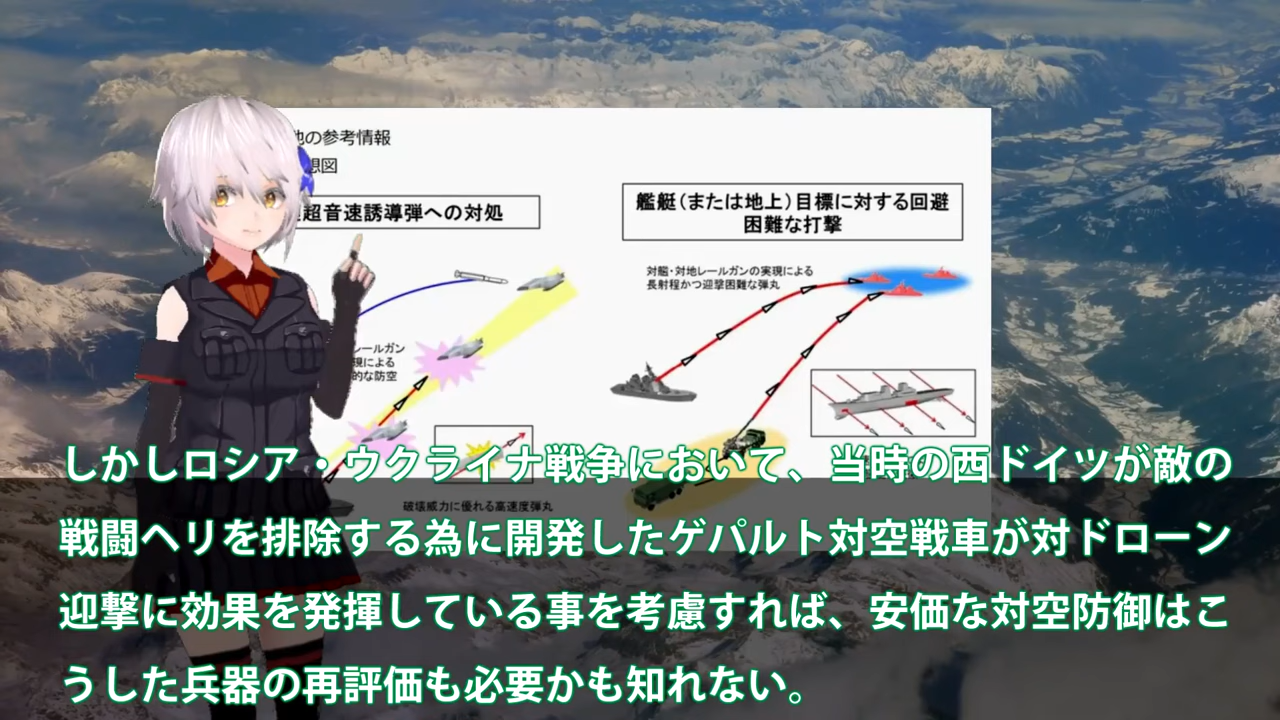 他の参考情報
想図
超音速誘導弾への対処
艦艇(または地上)目標に対する回避
困難な打撃
対艦・対地レールガンの実現による
長射程かつ迎撃困難な弾丸
レールガン
現による
的な防空
破壊威力に優れる高速度弾丸
しかしロシア・ウクライナ戦争において、当時の西ドイツが敵の
戦闘ヘリを排除する為に開発したゲパルト対空戦車が対ドローン
迎撃に効果を発揮している事を考慮すれば、安価な対空防御はこ
うした兵器の再評価も必要かも知れない。